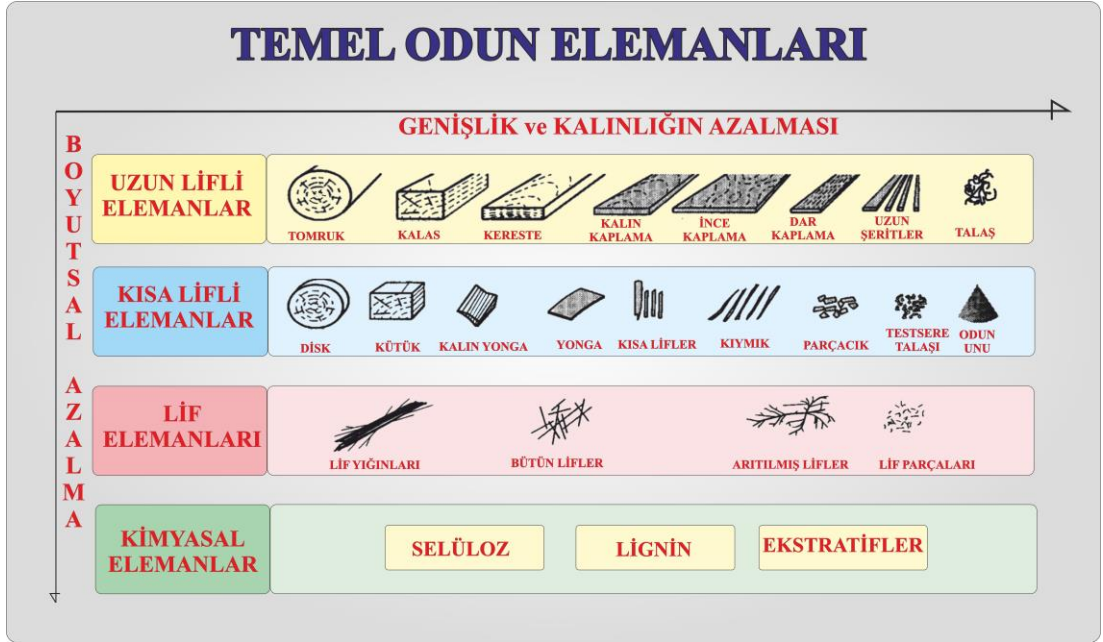 TEMEL ODUN ELEMANLARI
GENİŞLİK ve KALINLIĞIN AZALMASI
BOYUTSAL AZALMA
UZUN LİFLİ
ELEMANLAR
TOMRUK
KALAS
KERESTE
KALIN
KAPLAMA
İNCE
KAPLAMA
DAR
KAPLAMA
UZUN
ŞERİTLER
TALAŞ
KISA LİFLİ
ELEMANLAR
DİSK
KÜTÜK
KALIN YONGA
YONGA
KISA LİFLER
KIYMIK
PARÇACIK
TESTSERE
TALAŞI
ODUN
UNU
LİF
ELEMANLARI
LİF YIĞINLARI
BÜTÜN LİFLER
ARITILMIŞ LİFLER
LİF PARÇALARI
KİMYASAL
ELEMANLAR
SELÜLOZ
LİGNİN
EKSTRATİFLER